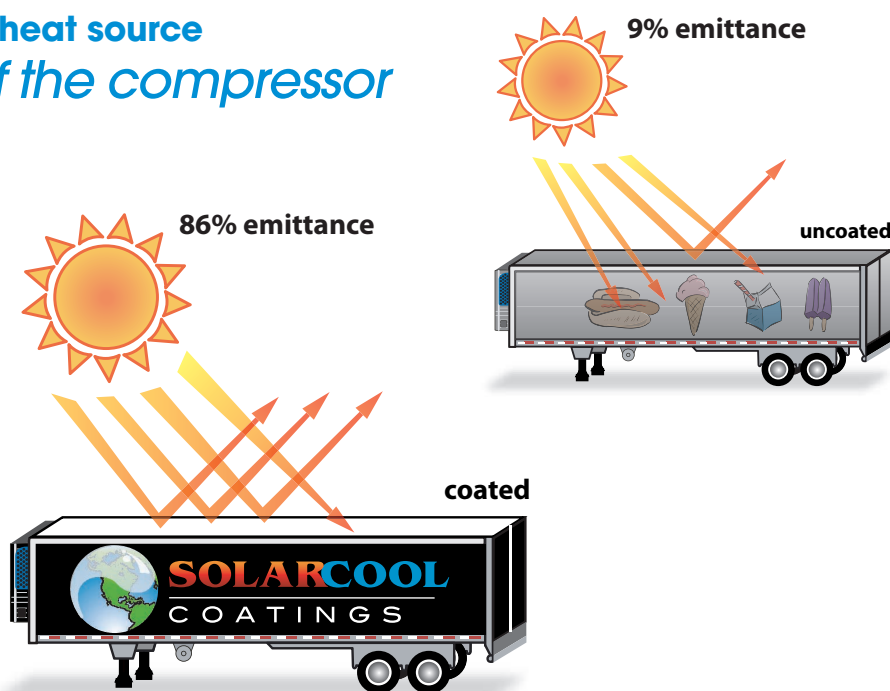 heat source
f the compressor
9% emittance
86% emittance
uncoated
coated
SOLARCOOL
COATINGS